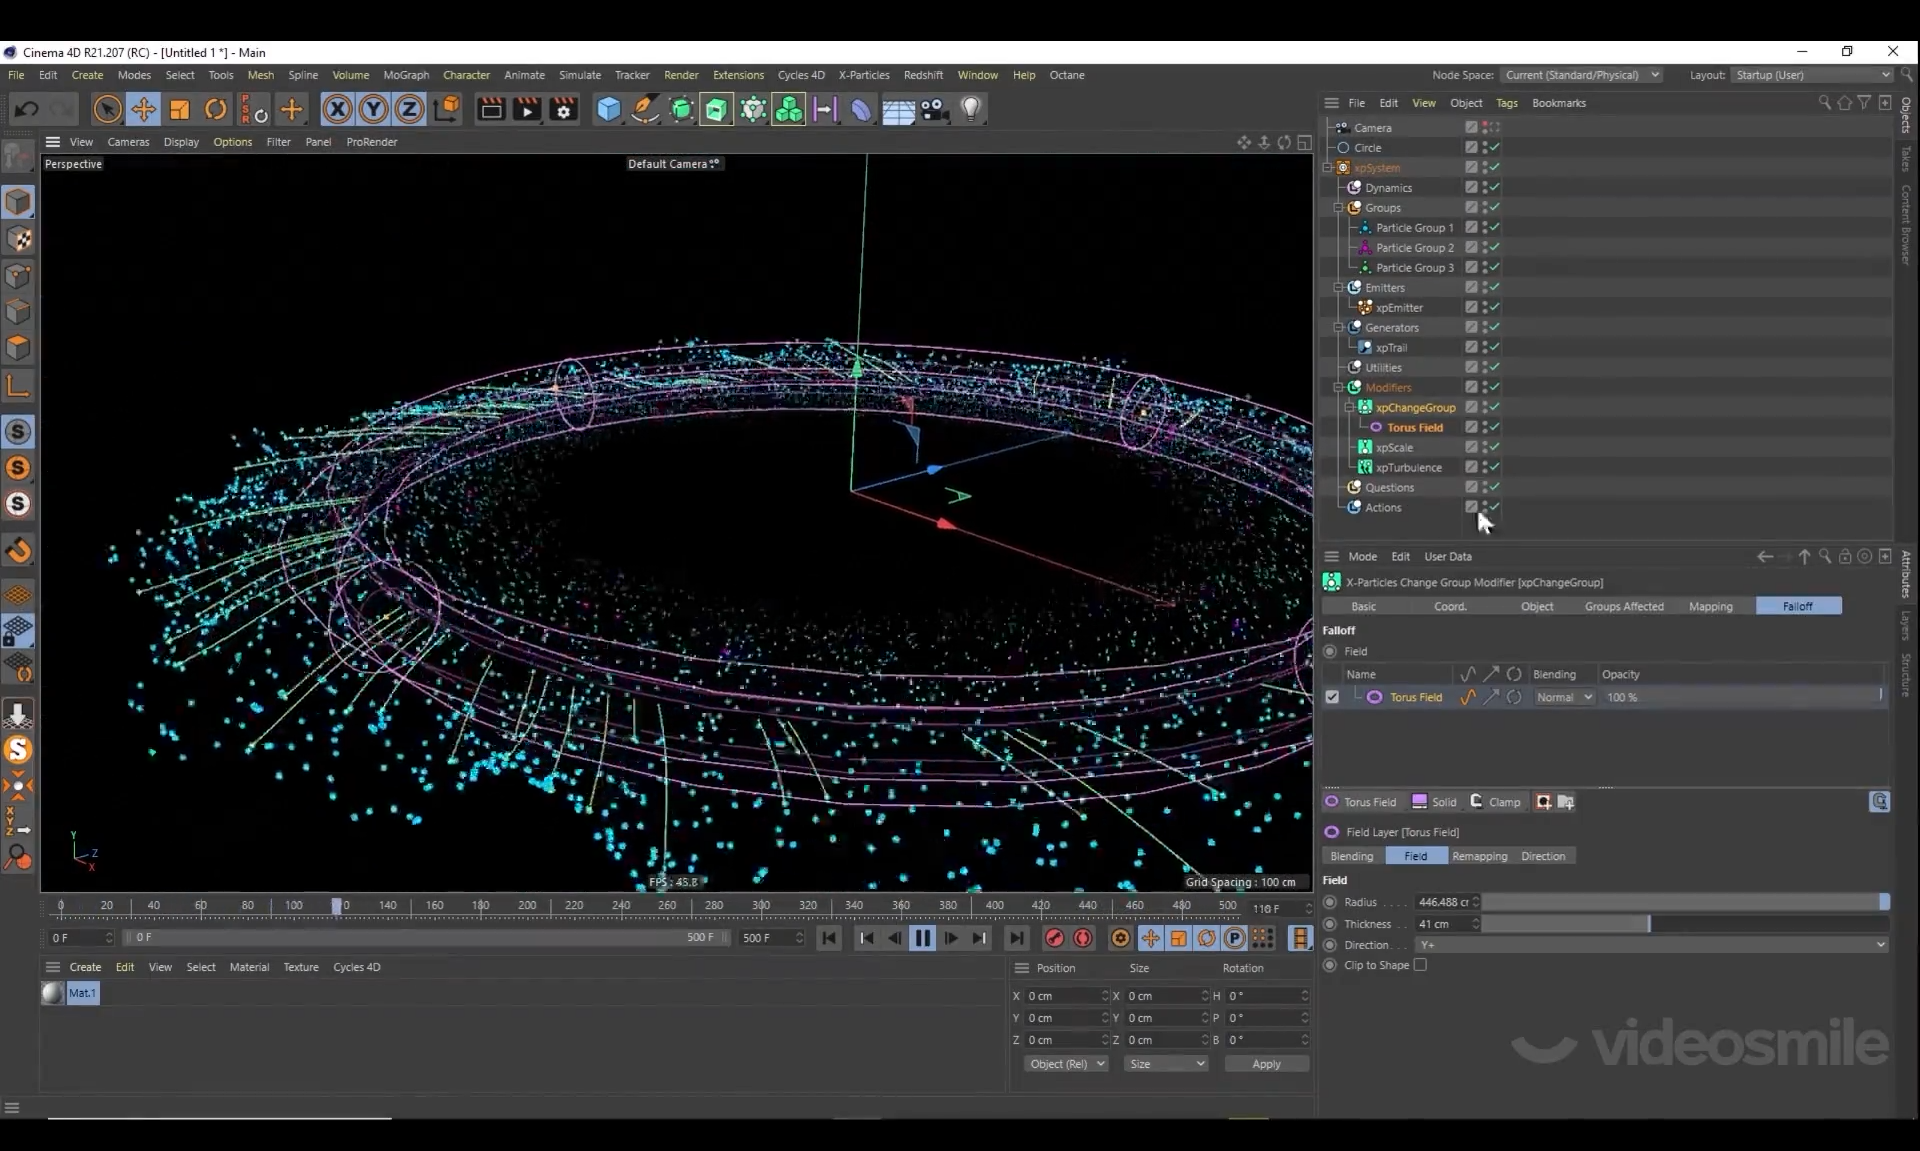 Cinema 4D R21.207 (RC) - [Untitled 1 *] - Main
File Edit Create Modes Select Tools Mesh Spline Volume MoGraph Character Animate Simulate Tracker Render Extensions Cycles 4D X-Particles Redshift Window Help Octane
Node Space: Current (Standard/Physical) Layout: Startup (User)
PSR X Y Z
File Edit View Object Tags Bookmarks
View Cameras Display Options Filter Panel ProRender
Perspective
Default Camera
Camera
Circle
xpSystem
Dynamics
Groups
Particle Group 1
Particle Group 2
Particle Group 3
Emitters
xpEmitter
Generators
xpTrail
Utilities
Modifiers
xpChangeGroup
Torus Field
xpScale
xpTurbulence
Questions
Actions
Objects
Takes
Content Browser
Mode Edit User Data
X-Particles Change Group Modifier [xpChangeGroup]
Basic Coord. Object Groups Affected Mapping Falloff
Falloff
Field
Name Blending Opacity
Torus Field Normal 100 %
Torus Field Solid Clamp
Field Layer [Torus Field]
Blending Field Remapping Direction
Field
Radius . . . . 446.488 cr
Thickness . . 41 cm
Direction. . . Y+
Clip to Shape
Attributes
Layers
Structure
Y Z X
FPS : 45.8
Grid Spacing : 100 cm
0 20 40 60 80 100 0 140 160 180 200 220 240 260 280 300 320 340 360 380 400 420 440 460 480 500
0 F 0 F 500 F 500 F
P
Create Edit View Select Material Texture Cycles 4D
Mat.1
Position Size Rotation
X 0 cm X 0 cm H 0 °
Y 0 cm Y 0 cm P 0 °
Z 0 cm Z 0 cm B 0 °
Object (Rel) Size Apply
videosmile